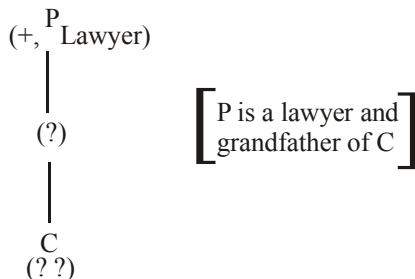 P
(+, Lawyer)
(?)
[P is a lawyer and
grandfather of C]
C
(? ?)